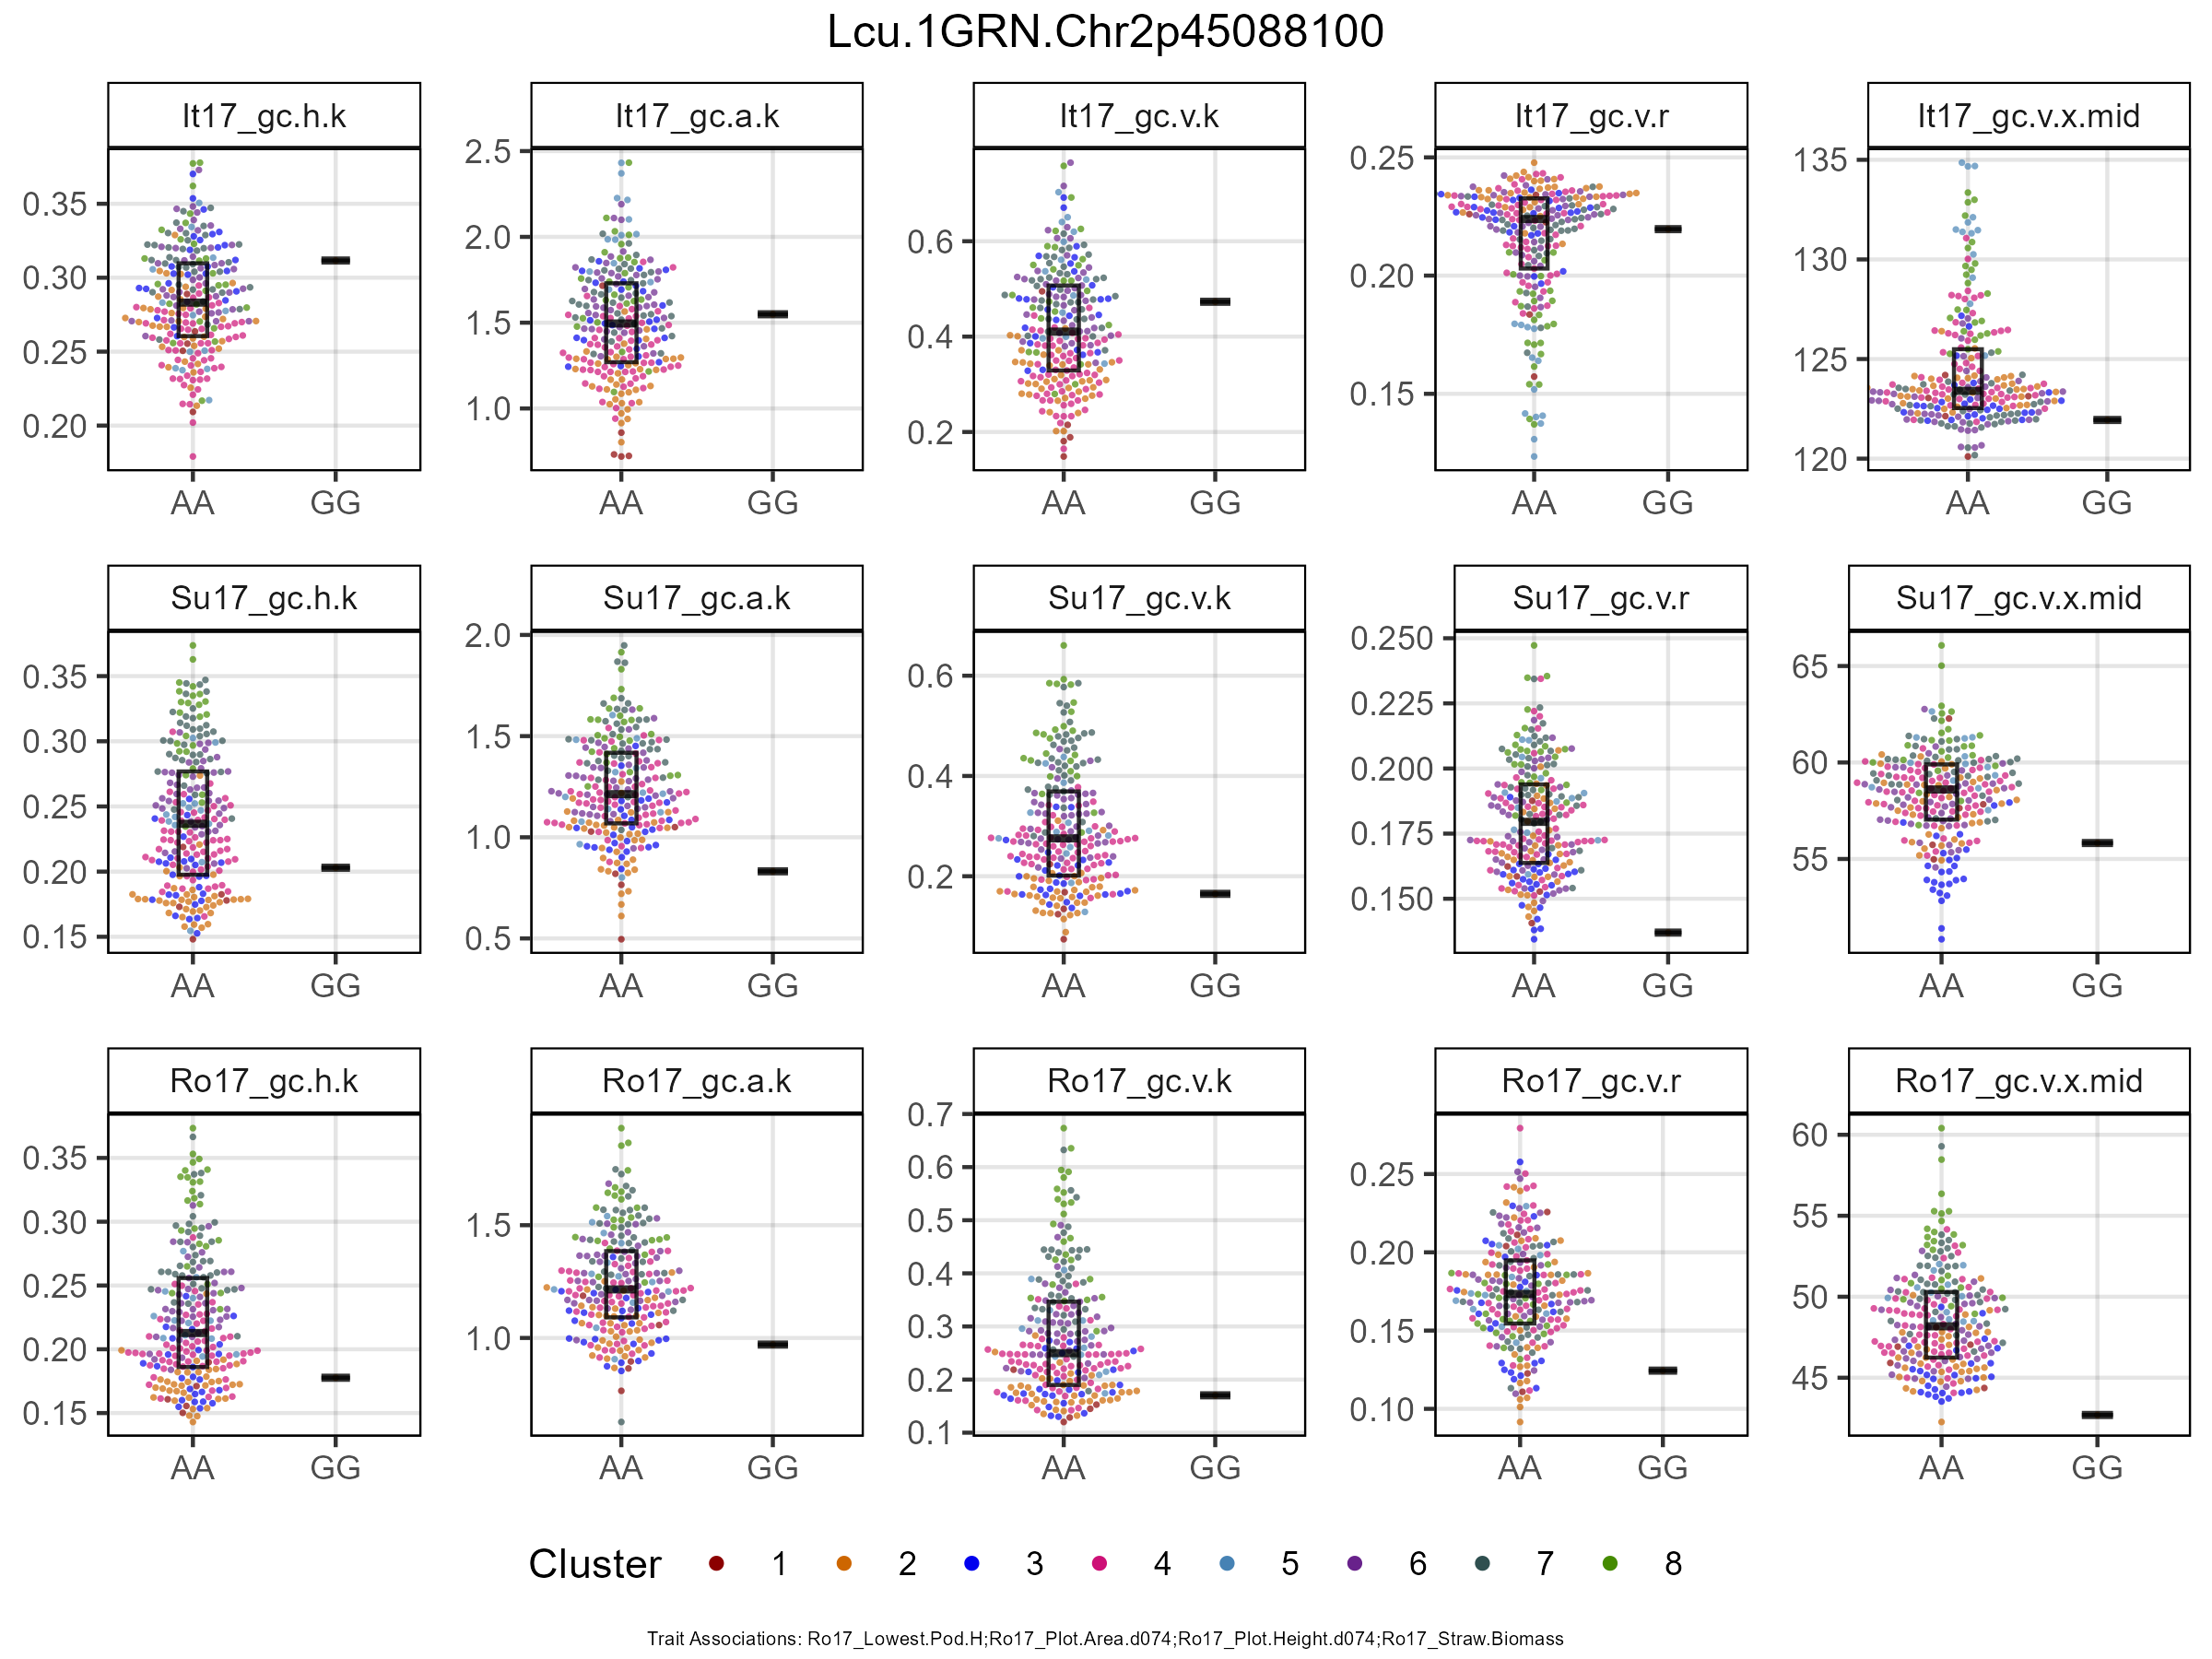 Lcu.1GRN.Chr2p45088100
It17_gc.h.k
It17_gc.a.k
It17_gc.v.k
It17_gc.v.r
It17_gc.v.x.mid
0.35
0.30
0.25
0.20
AA GG
2.5
2.0
1.5
1.0
AA GG
0.6
0.4
0.2
AA GG
0.25
0.20
0.15
AA GG
135
130
125
120
AA GG
Su17_gc.h.k
Su17_gc.a.k
Su17_gc.v.k
Su17_gc.v.r
Su17_gc.v.x.mid
0.35
0.30
0.25
0.20
0.15
AA GG
2.0
1.5
1.0
0.5
AA GG
0.6
0.4
0.2
AA GG
0.250
0.225
0.200
0.175
0.150
AA GG
65
60
55
AA GG
Ro17_gc.h.k
Ro17_gc.a.k
Ro17_gc.v.k
Ro17_gc.v.r
Ro17_gc.v.x.mid
0.35
0.30
0.25
0.20
0.15
AA GG
1.5
1.0
AA GG
0.7
0.6
0.5
0.4
0.3
0.2
0.1
AA GG
0.25
0.20
0.15
0.10
AA GG
60
55
50
45
AA GG
Cluster 1 2 3 4 5 6 7 8
Trait Associations: Ro17_Lowest.Pod.H;Ro17_Plot.Area.d074;Ro17_Plot.Height.d074;Ro17_Straw.Biomass